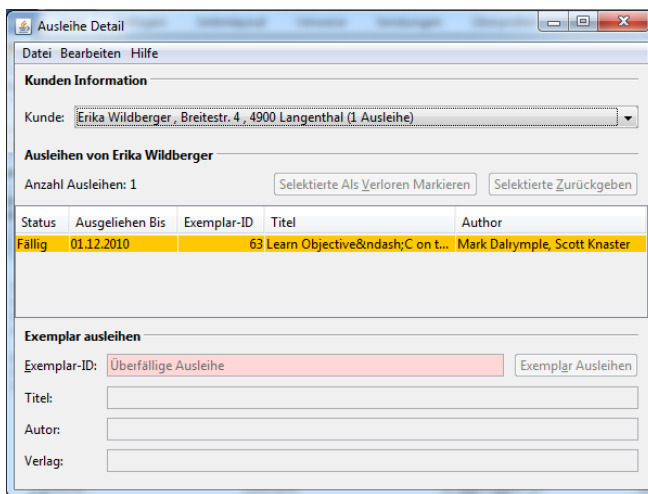 Ausleihe Detail
Datei Bearbeiten Hilfe
Kunden Information
Kunde: Erika Wildberger , Breitestr. 4 , 4900 Langenthal (1 Ausleihe)
Ausleihen von Erika Wildberger
Anzahl Ausleihen: 1 Selektierte Als Verloren Markieren Selektierte Zurückgeben
Status Ausgeliehen Bis Exemplar-ID Titel Author
Fällig 01.12.2010 63 Learn Objective&ndash;C on t... Mark Dalrymple, Scott Knaster
Exemplar ausleihen
Exemplar-ID: Überfällige Ausleihe Exemplar Ausleihen
Titel:
Autor:
Verlag: